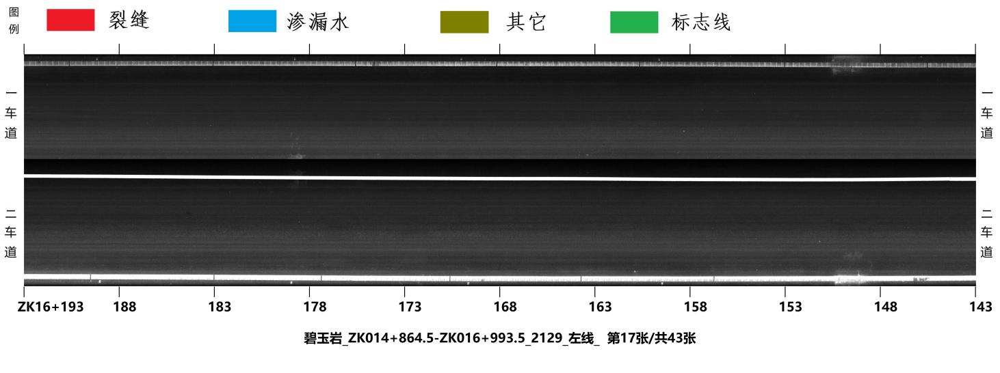 图例
裂缝 渗漏水 其它 标志线
一车道 一车道
二车道 二车道
ZK16+193 188 183 178 173 168 163 158 153 148 143
碧玉岩_ZK014+864.5-ZK016+993.5_2129_左线_ 第17张/共43张